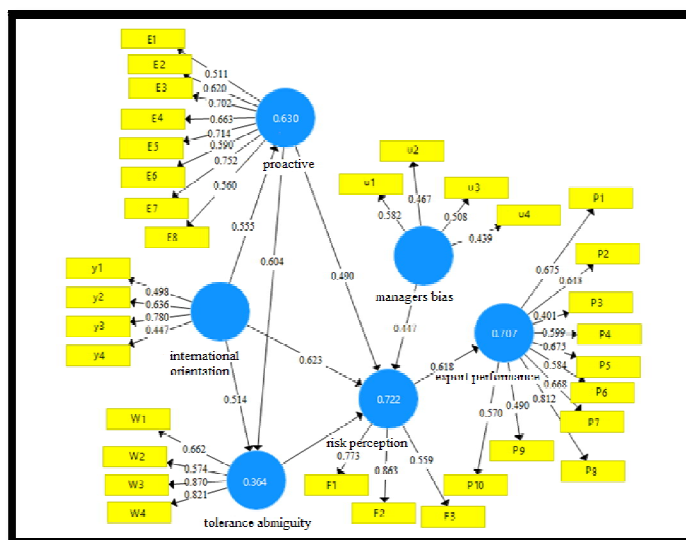 E1
E2
E3
E4
E5
E6
E7
E8
0.511
0.620
0.702
0.663
0.714
0.590
0.752
0.560
0.630
proactive
u1
u2
u3
u4
0.582
0.467
0.508
0.439
managers bias
0.555
0.604
0.490
0.447
y1
y2
y3
y4
0.498
0.636
0.780
0.447
international
orientation
0.623
0.514
P1
P2
P3
P4
P5
P6
P7
P8
P9
P10
0.675
0.618
0.401
0.599
0.675
0.584
0.668
0.812
0.490
0.570
0.707
export performance
0.618
0.722
risk perception
0.773
0.863
0.559
F1
F2
F3
W1
W2
W3
W4
0.662
0.574
0.870
0.821
0.364
tolerance abmiguity